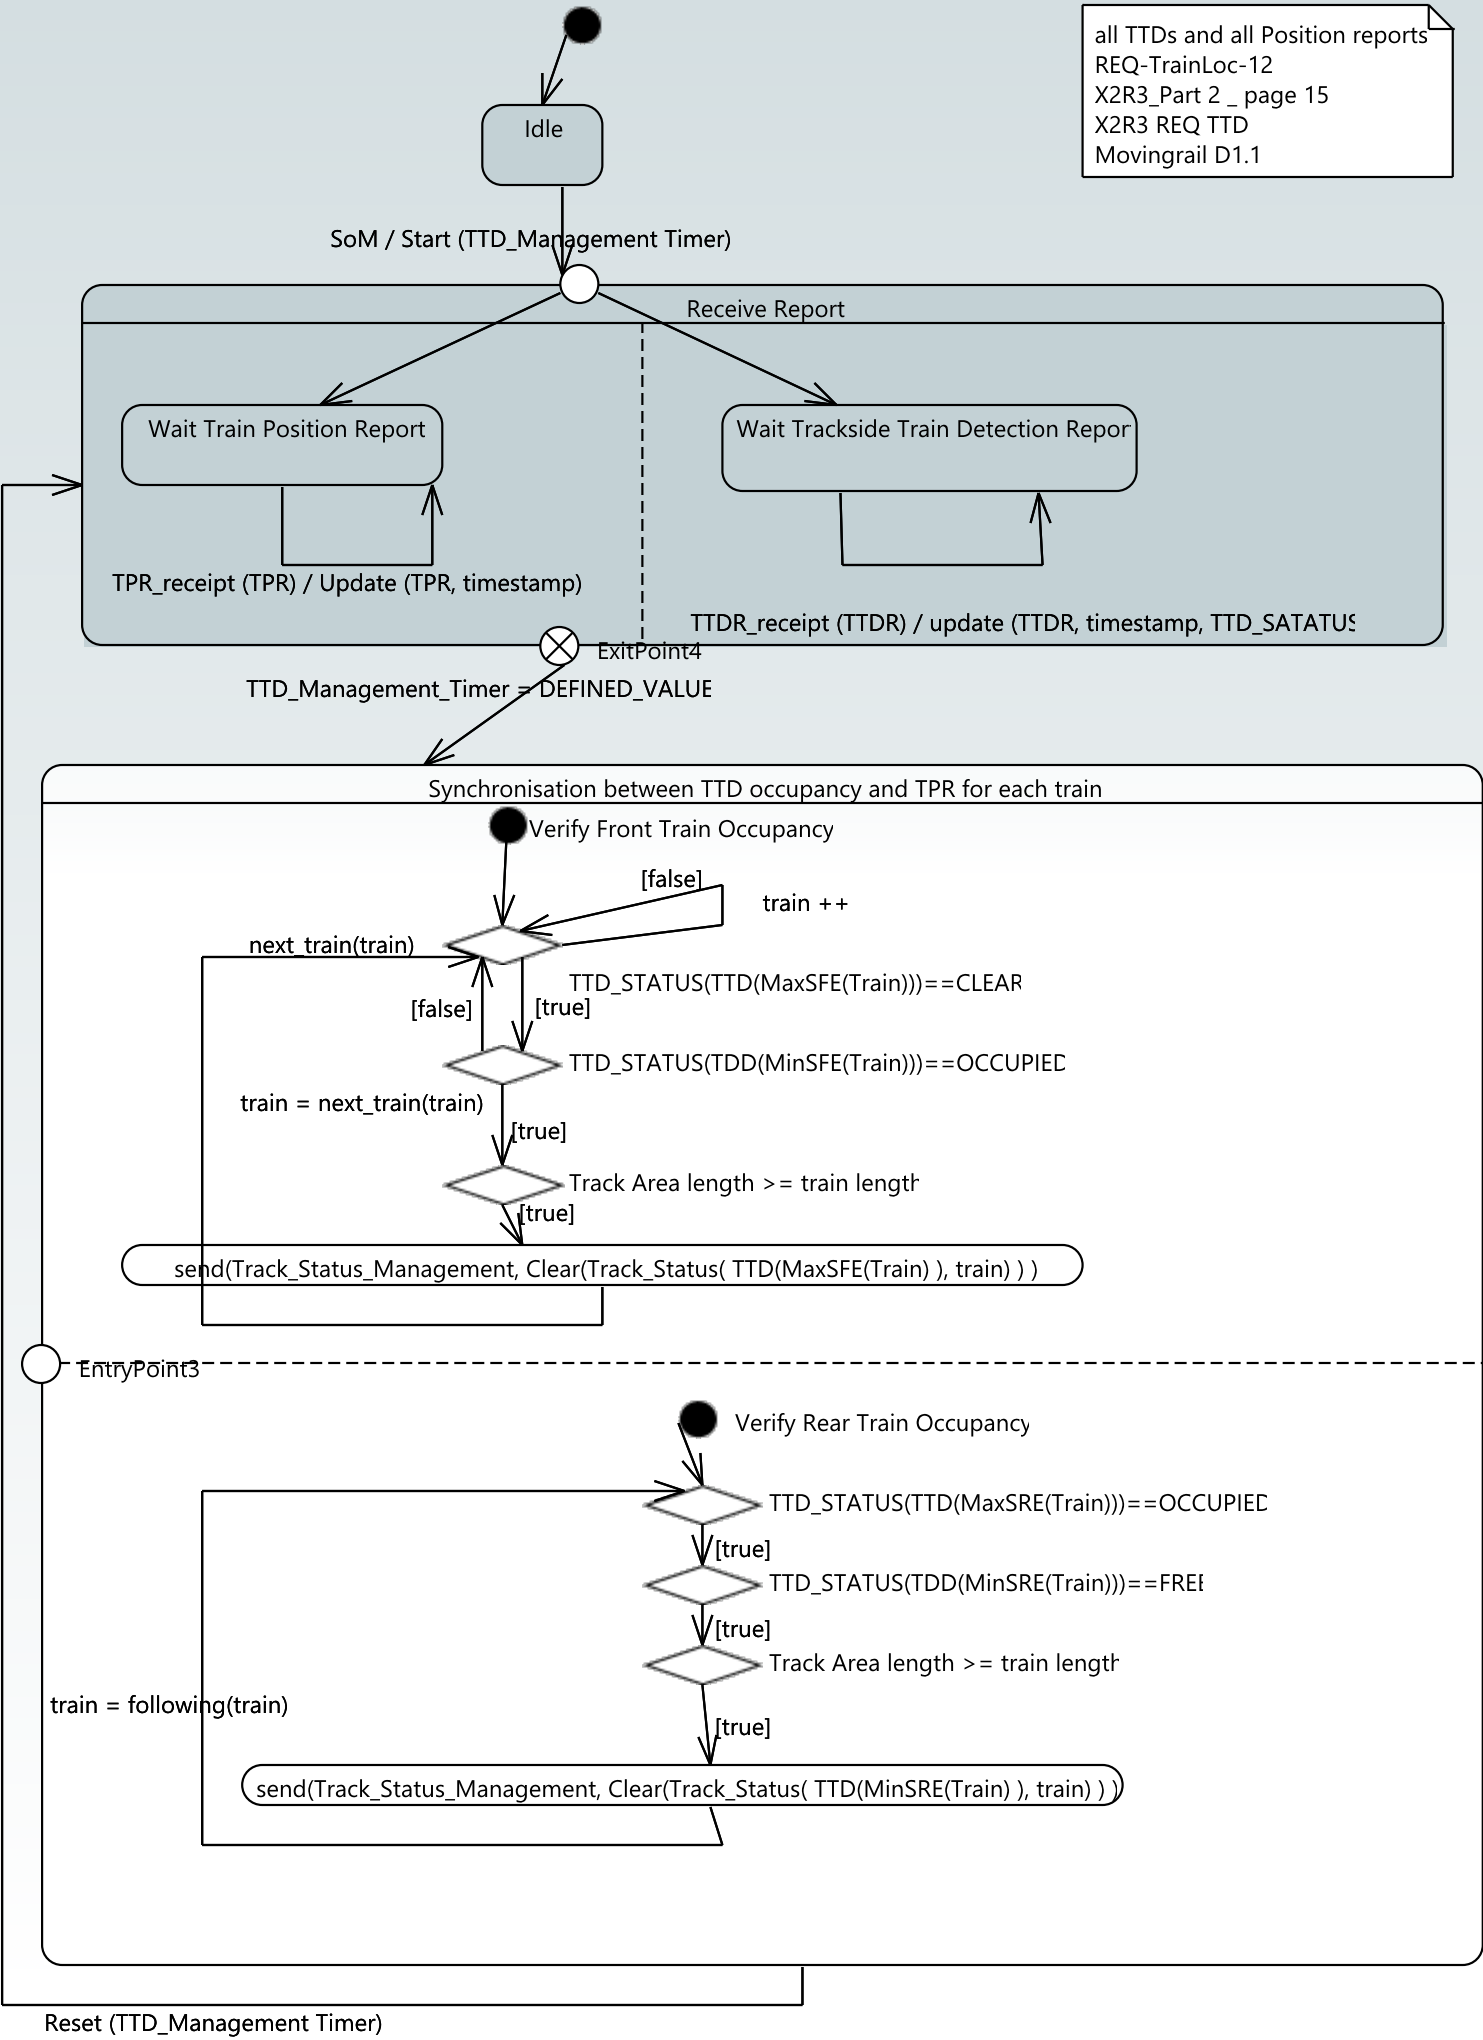 all TTDs and all Position reports
REQ-TrainLoc-12
X2R3_Part 2 _ page 15
X2R3 REQ TTD
Movingrail D1.1
Idle
SoM / Start (TTD_Management Timer)
Receive Report
Wait Train Position Report
Wait Trackside Train Detection Repor
TPR_receipt (TPR) / Update (TPR, timestamp)
TTDR_receipt (TTDR) / update (TTDR, timestamp, TTD_SATATUS
ExitPoint4
TTD_Management_Timer = DEFINED_VALUE
Synchronisation between TTD occupancy and TPR for each train
Verify Front Train Occupancy
[false]
train ++
next_train(train)
TTD_STATUS(TTD(MaxSFE(Train)))==CLEAR
[false]
[true]
TTD_STATUS(TDD(MinSFE(Train)))==OCCUPIED
train = next_train(train)
[true]
Track Area length >= train length
[true]
send(Track_Status_Management, Clear(Track_Status( TTD(MaxSFE(Train) ), train) ) )
EntryPoint3
Verify Rear Train Occupancy
TTD_STATUS(TTD(MaxSRE(Train)))==OCCUPIED
[true]
TTD_STATUS(TDD(MinSRE(Train)))==FREE
[true]
Track Area length >= train length
train = following(train)
[true]
send(Track_Status_Management, Clear(Track_Status( TTD(MinSRE(Train) ), train) ) )
Reset (TTD_Management Timer)